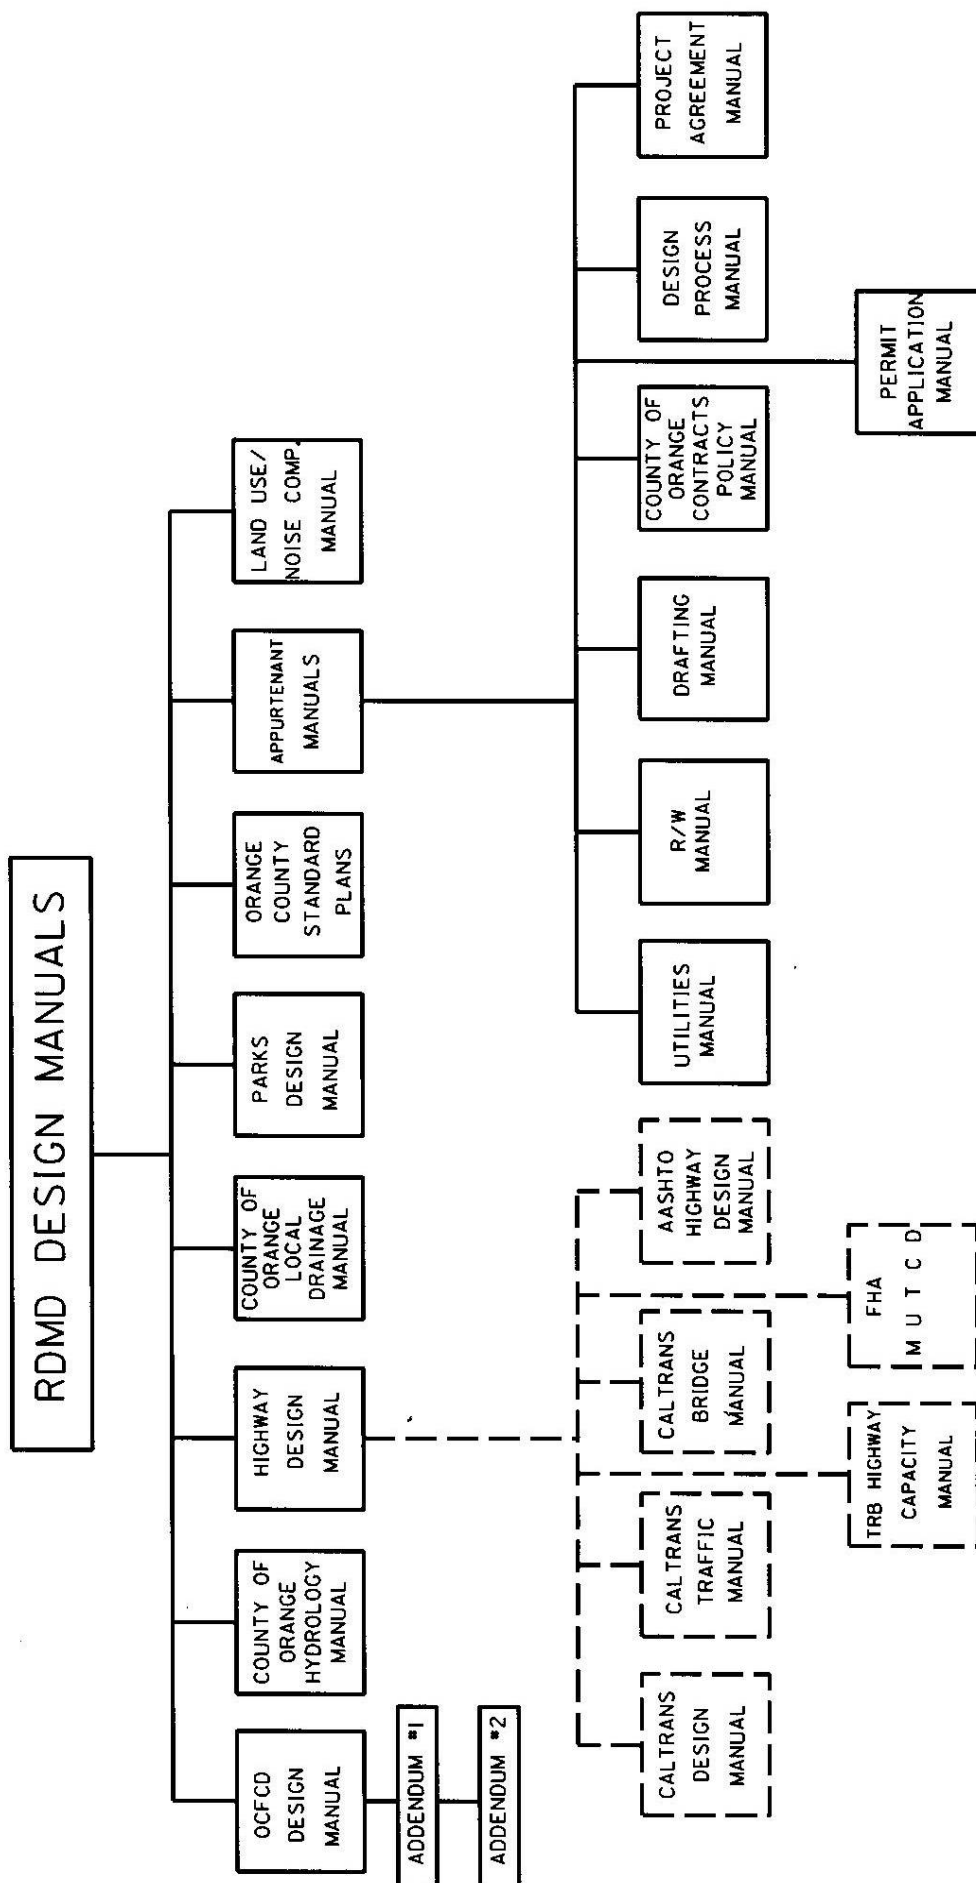 RDMD DESIGN MANUALS
OCFCD
DESIGN
MANUAL
COUNTY OF
ORANGE
HYDROLOGY
MANUAL
HIGHWAY
DESIGN
MANUAL
COUNTY OF
ORANGE
LOCAL
DRAINAGE
MANUAL
PARKS
DESIGN
MANUAL
ORANGE
COUNTY
STANDARD
PLANS
APPURTENANT
MANUALS
LAND USE/
NOISE COMP.
MANUAL
ADDENDUM #1
ADDENDUM #2
CALTRANS
DESIGN
MANUAL
CALTRANS
TRAFFIC
MANUAL
CALTRANS
BRIDGE
MANUAL
AASHTO
HIGHWAY
DESIGN
MANUAL
UTILITIES
MANUAL
R/W
MANUAL
DRAFTING
MANUAL
COUNTY OF
ORANGE
CONTRACTS
POLICY
MANUAL
DESIGN
PROCESS
MANUAL
PROJECT
AGREEMENT
MANUAL
TRB HIGHWAY
CAPACITY
MANUAL
FHA
M U T C D
PERMIT
APPLICATION
MANUAL